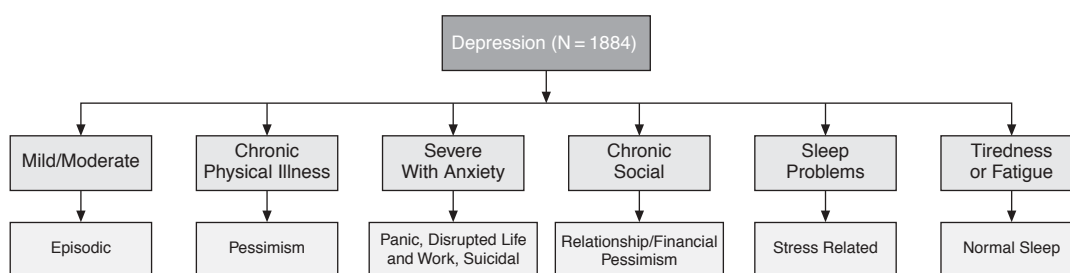 Depression (N = 1884)
Mild/Moderate
Chronic
Physical Illness
Severe
With Anxiety
Chronic
Social
Sleep
Problems
Tiredness
or Fatigue
Episodic
Pessimism
Panic, Disrupted Life
and Work, Suicidal
Relationship/Financial
Pessimism
Stress Related
Normal Sleep